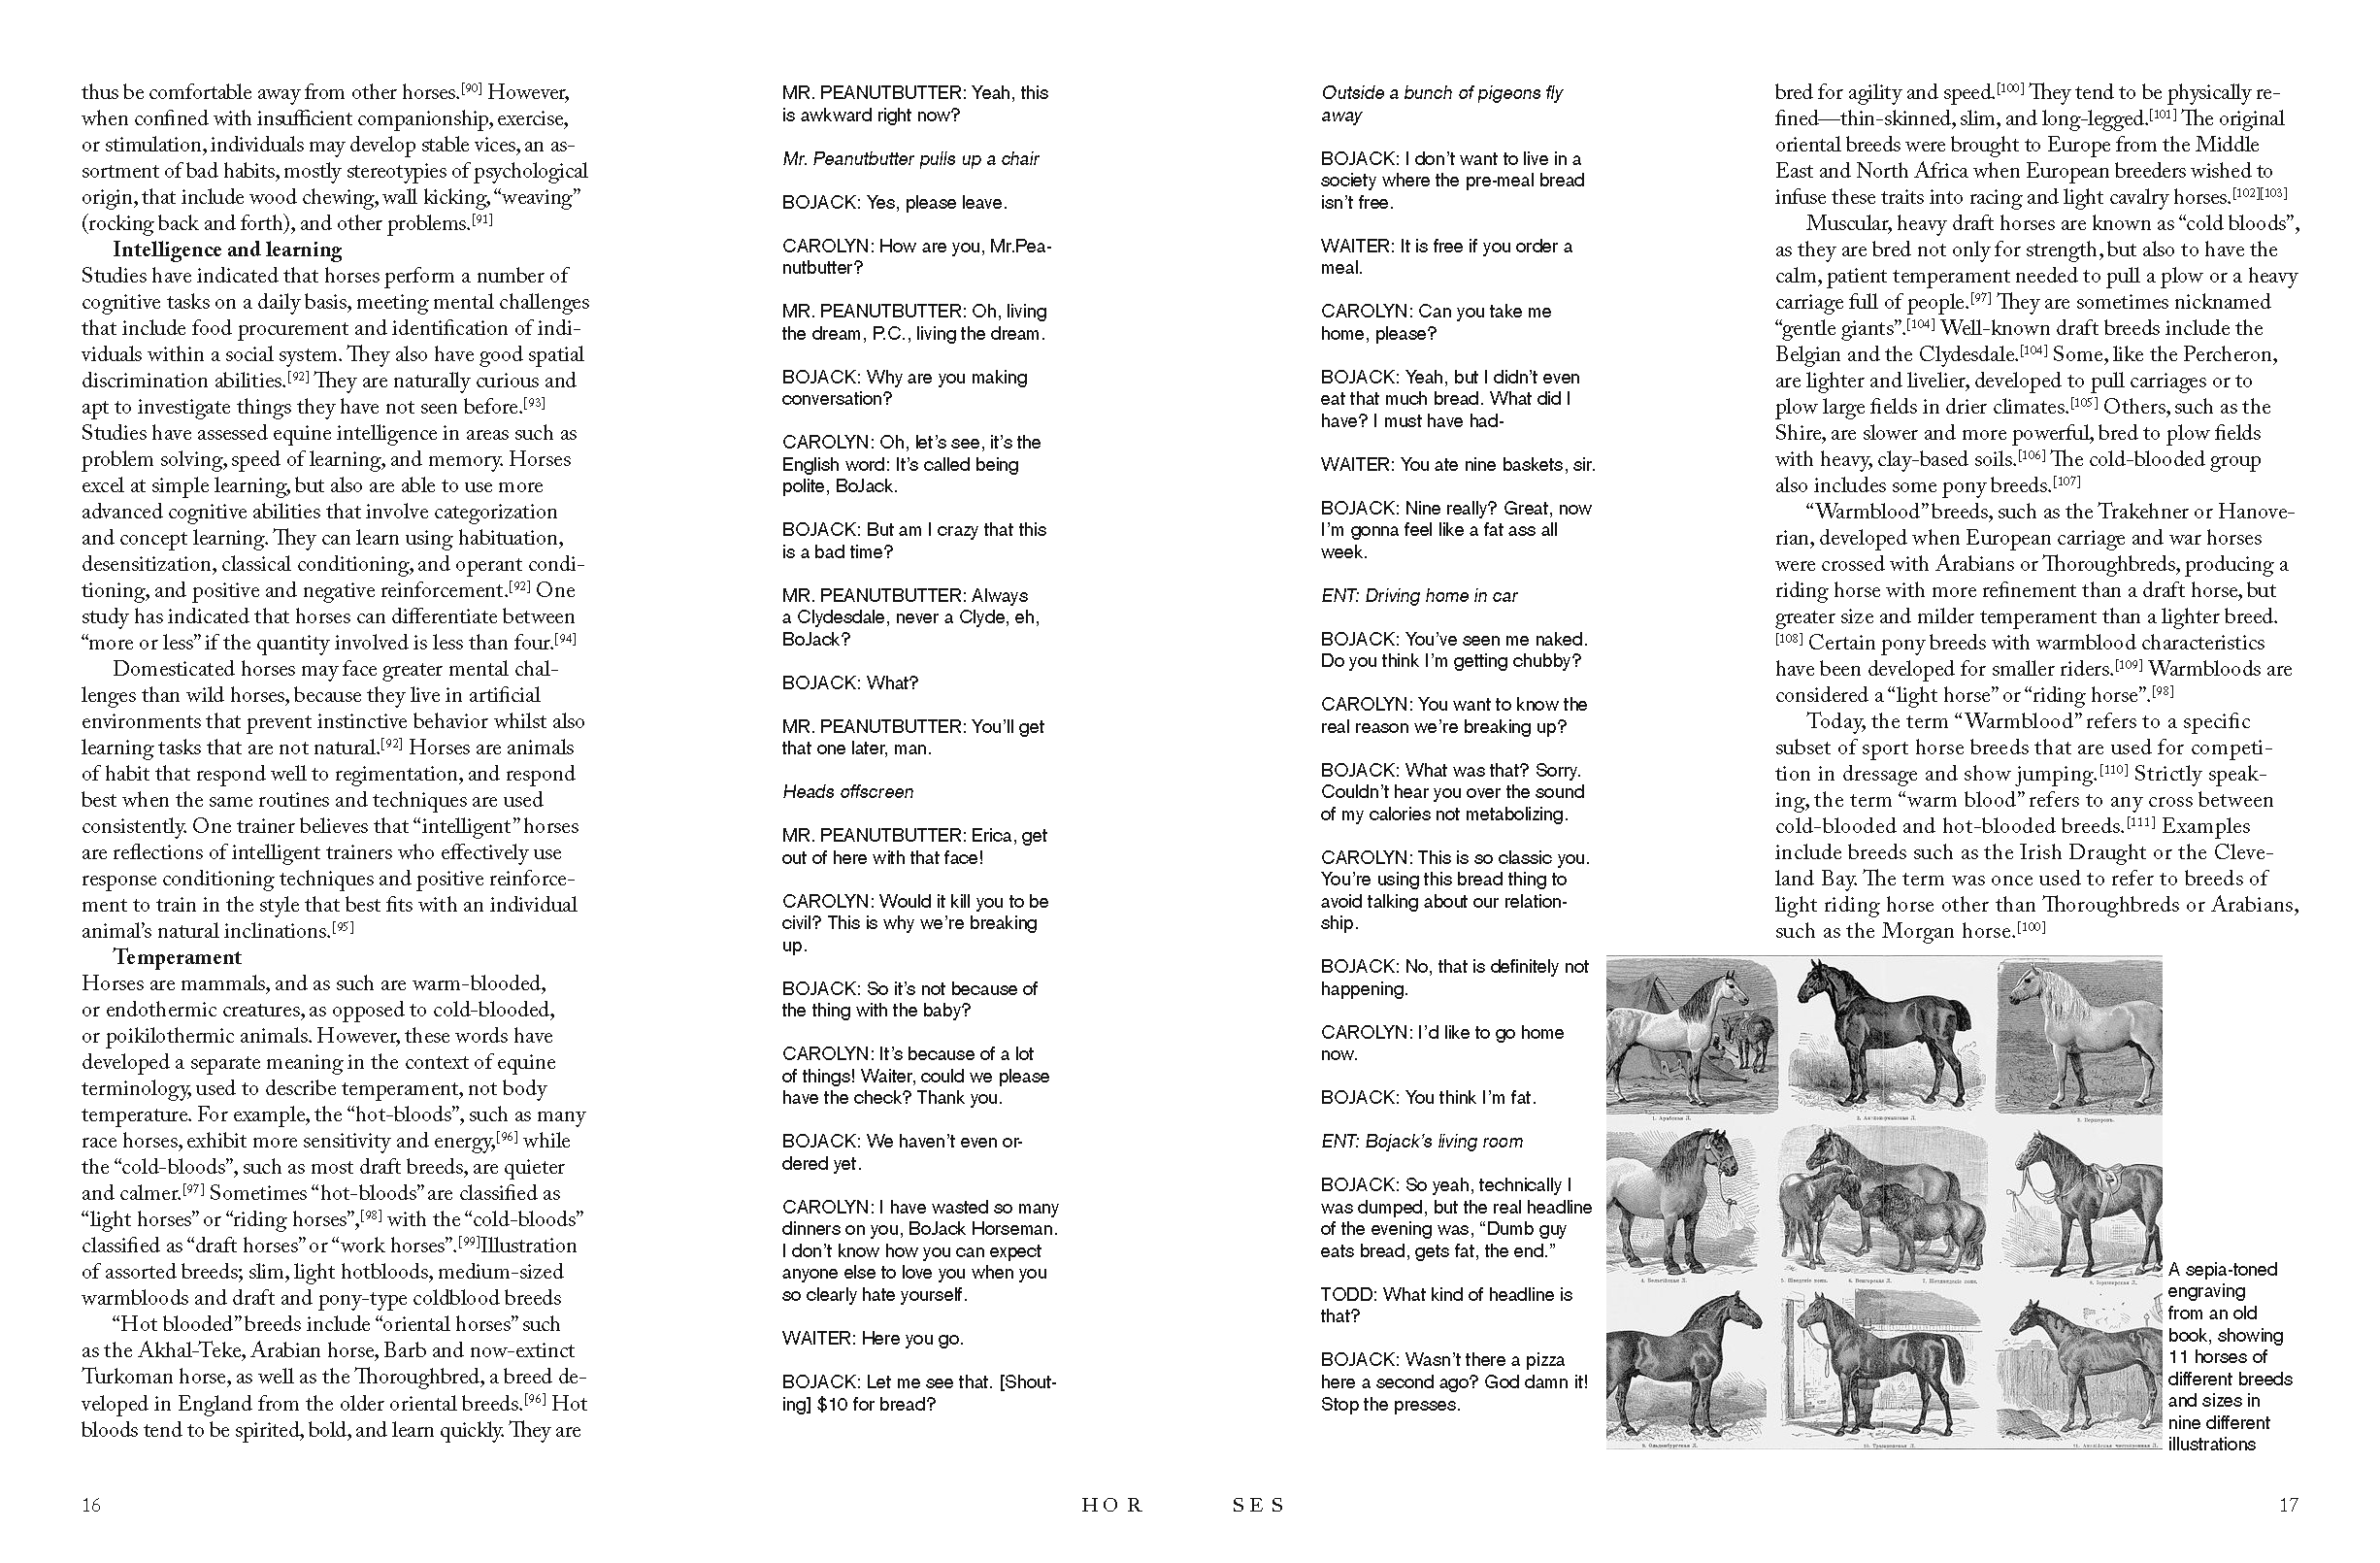 thus be comfortable away from other horses.[90] However,
when confined with insufficient companionship, exercise,
or stimulation, individuals may develop stable vices, an as-
sortment of bad habits, mostly stereotypies of psychological
origin, that include wood chewing, wall kicking, “weaving”
(rocking back and forth), and other problems.[91]
Intelligence and learning
Studies have indicated that horses perform a number of
cognitive tasks on a daily basis, meeting mental challenges
that include food procurement and identification of indi-
viduals within a social system. They also have good spatial
discrimination abilities.[92] They are naturally curious and
apt to investigate things they have not seen before.[93]
Studies have assessed equine intelligence in areas such as
problem solving, speed of learning, and memory. Horses
excel at simple learning, but also are able to use more
advanced cognitive abilities that involve categorization
and concept learning. They can learn using habituation,
desensitization, classical conditioning, and operant condi-
tioning, and positive and negative reinforcement.[92] One
study has indicated that horses can differentiate between
“more or less” if the quantity involved is less than four.[94]
Domesticated horses may face greater mental chal-
lenges than wild horses, because they live in artificial
environments that prevent instinctive behavior whilst also
learning tasks that are not natural.[92] Horses are animals
of habit that respond well to regimentation, and respond
best when the same routines and techniques are used
consistently. One trainer believes that “intelligent” horses
are reflections of intelligent trainers who effectively use
response conditioning techniques and positive reinforce-
ment to train in the style that best fits with an individual
animal’s natural inclinations.[95]
Temperament
Horses are mammals, and as such are warm-blooded,
or endothermic creatures, as opposed to cold-blooded,
or poikilothermic animals. However, these words have
developed a separate meaning in the context of equine
terminology, used to describe temperament, not body
temperature. For example, the “hot-bloods”, such as many
race horses, exhibit more sensitivity and energy,[96] while
the “cold-bloods”, such as most draft breeds, are quieter
and calmer.[97] Sometimes “hot-bloods” are classified as
“light horses” or “riding horses”,[98] with the “cold-bloods”
classified as “draft horses” or “work horses”.[99]Illustration
of assorted breeds; slim, light hotbloods, medium-sized
warmbloods and draft and pony-type coldblood breeds
“Hot blooded” breeds include “oriental horses” such
as the Akhal-Teke, Arabian horse, Barb and now-extinct
Turkoman horse, as well as the Thoroughbred, a breed de-
veloped in England from the older oriental breeds.[96] Hot
bloods tend to be spirited, bold, and learn quickly. They are
MR. PEANUTBUTTER: Yeah, this
is awkward right now?
Mr. Peanutbutter pulls up a chair
BOJACK: Yes, please leave.
CAROLYN: How are you, Mr.Pea-
nutbutter?
MR. PEANUTBUTTER: Oh, living
the dream, P.C., living the dream.
BOJACK: Why are you making
conversation?
CAROLYN: Oh, let’s see, it’s the
English word: It’s called being
polite, BoJack.
BOJACK: But am I crazy that this
is a bad time?
MR. PEANUTBUTTER: Always
a Clydesdale, never a Clyde, eh,
BoJack?
BOJACK: What?
MR. PEANUTBUTTER: You’ll get
that one later, man.
Heads offscreen
MR. PEANUTBUTTER: Erica, get
out of here with that face!
CAROLYN: Would it kill you to be
civil? This is why we’re breaking
up.
BOJACK: So it’s not because of
the thing with the baby?
CAROLYN: It’s because of a lot
of things! Waiter, could we please
have the check? Thank you.
BOJACK: We haven’t even or-
dered yet.
CAROLYN: I have wasted so many
dinners on you, BoJack Horseman.
I don’t know how you can expect
anyone else to love you when you
so clearly hate yourself.
WAITER: Here you go.
BOJACK: Let me see that. [Shout-
ing] $10 for bread?
Outside a bunch of pigeons fly
away
BOJACK: I don’t want to live in a
society where the pre-meal bread
isn’t free.
WAITER: It is free if you order a
meal.
CAROLYN: Can you take me
home, please?
BOJACK: Yeah, but I didn’t even
eat that much bread. What did I
have? I must have had-
WAITER: You ate nine baskets, sir.
BOJACK: Nine really? Great, now
I’m gonna feel like a fat ass all
week.
ENT: Driving home in car
BOJACK: You’ve seen me naked.
Do you think I’m getting chubby?
CAROLYN: You want to know the
real reason we’re breaking up?
BOJACK: What was that? Sorry.
Couldn’t hear you over the sound
of my calories not metabolizing.
CAROLYN: This is so classic you.
You’re using this bread thing to
avoid talking about our relation-
ship.
BOJACK: No, that is definitely not
happening.
CAROLYN: I’d like to go home
now.
BOJACK: You think I’m fat.
ENT: Bojack’s living room
BOJACK: So yeah, technically I
was dumped, but the real headline
of the evening was, “Dumb guy
eats bread, gets fat, the end.”
TODD: What kind of headline is
that?
BOJACK: Wasn’t there a pizza
here a second ago? God damn it!
Stop the presses.
bred for agility and speed.[100] They tend to be physically re-
fined—thin-skinned, slim, and long-legged.[101] The original
oriental breeds were brought to Europe from the Middle
East and North Africa when European breeders wished to
infuse these traits into racing and light cavalry horses.[102][103]
Muscular, heavy draft horses are known as “cold bloods”,
as they are bred not only for strength, but also to have the
calm, patient temperament needed to pull a plow or a heavy
carriage full of people.[97] They are sometimes nicknamed
“gentle giants”.[104] Well-known draft breeds include the
Belgian and the Clydesdale.[104] Some, like the Percheron,
are lighter and livelier, developed to pull carriages or to
plow large fields in drier climates.[105] Others, such as the
Shire, are slower and more powerful, bred to plow fields
with heavy, clay-based soils.[106] The cold-blooded group
also includes some pony breeds.[107]
“Warmblood” breeds, such as the Trakehner or Hanove-
rian, developed when European carriage and war horses
were crossed with Arabians or Thoroughbreds, producing a
riding horse with more refinement than a draft horse, but
greater size and milder temperament than a lighter breed.
[108] Certain pony breeds with warmblood characteristics
have been developed for smaller riders.[109] Warmbloods are
considered a “light horse” or “riding horse”.[98]
Today, the term “Warmblood” refers to a specific
subset of sport horse breeds that are used for competi-
tion in dressage and show jumping.[110] Strictly speak-
ing, the term “warm blood” refers to any cross between
cold-blooded and hot-blooded breeds.[111] Examples
include breeds such as the Irish Draught or the Cleve-
land Bay. The term was once used to refer to breeds of
light riding horse other than Thoroughbreds or Arabians,
such as the Morgan horse.[100]
A sepia-toned
engraving
from an old
book, showing
11 horses of
different breeds
and sizes in
nine different
illustrations
16
HOR SES
17